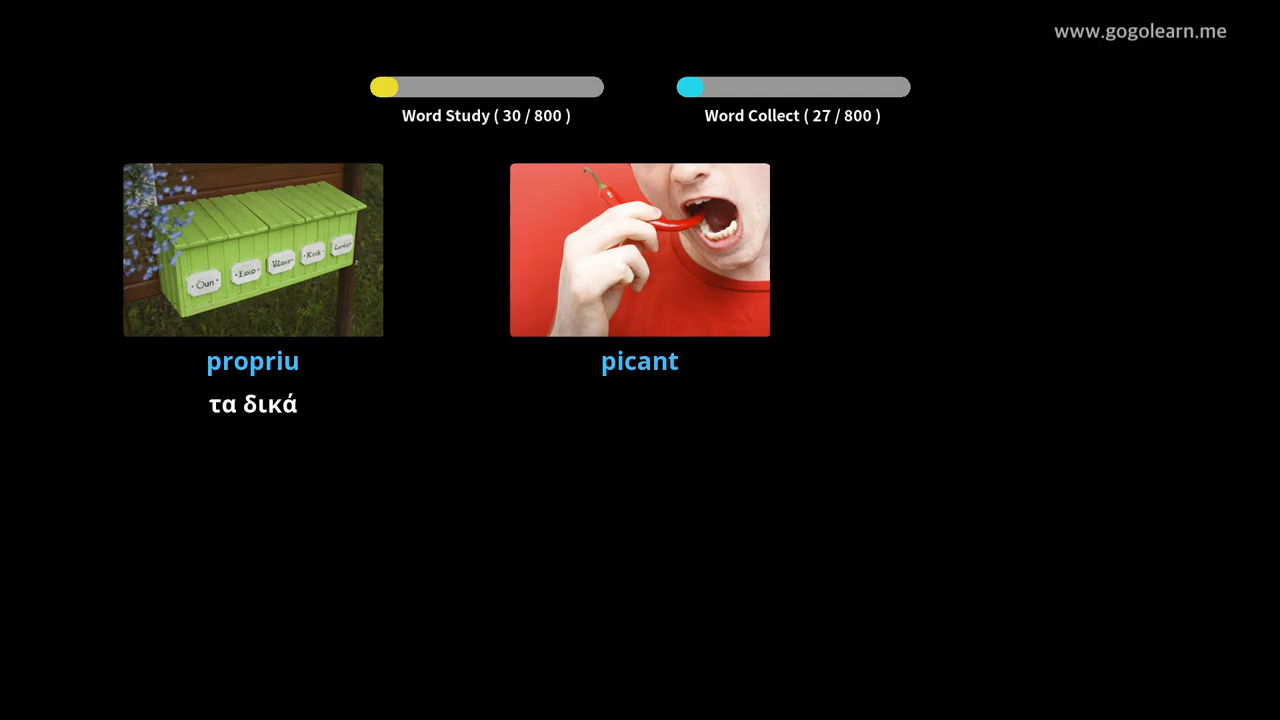 www.gogolearn.me
Word Study ( 30 / 800 )
Word Collect ( 27 / 800 )
propriu
picant
τα δικά